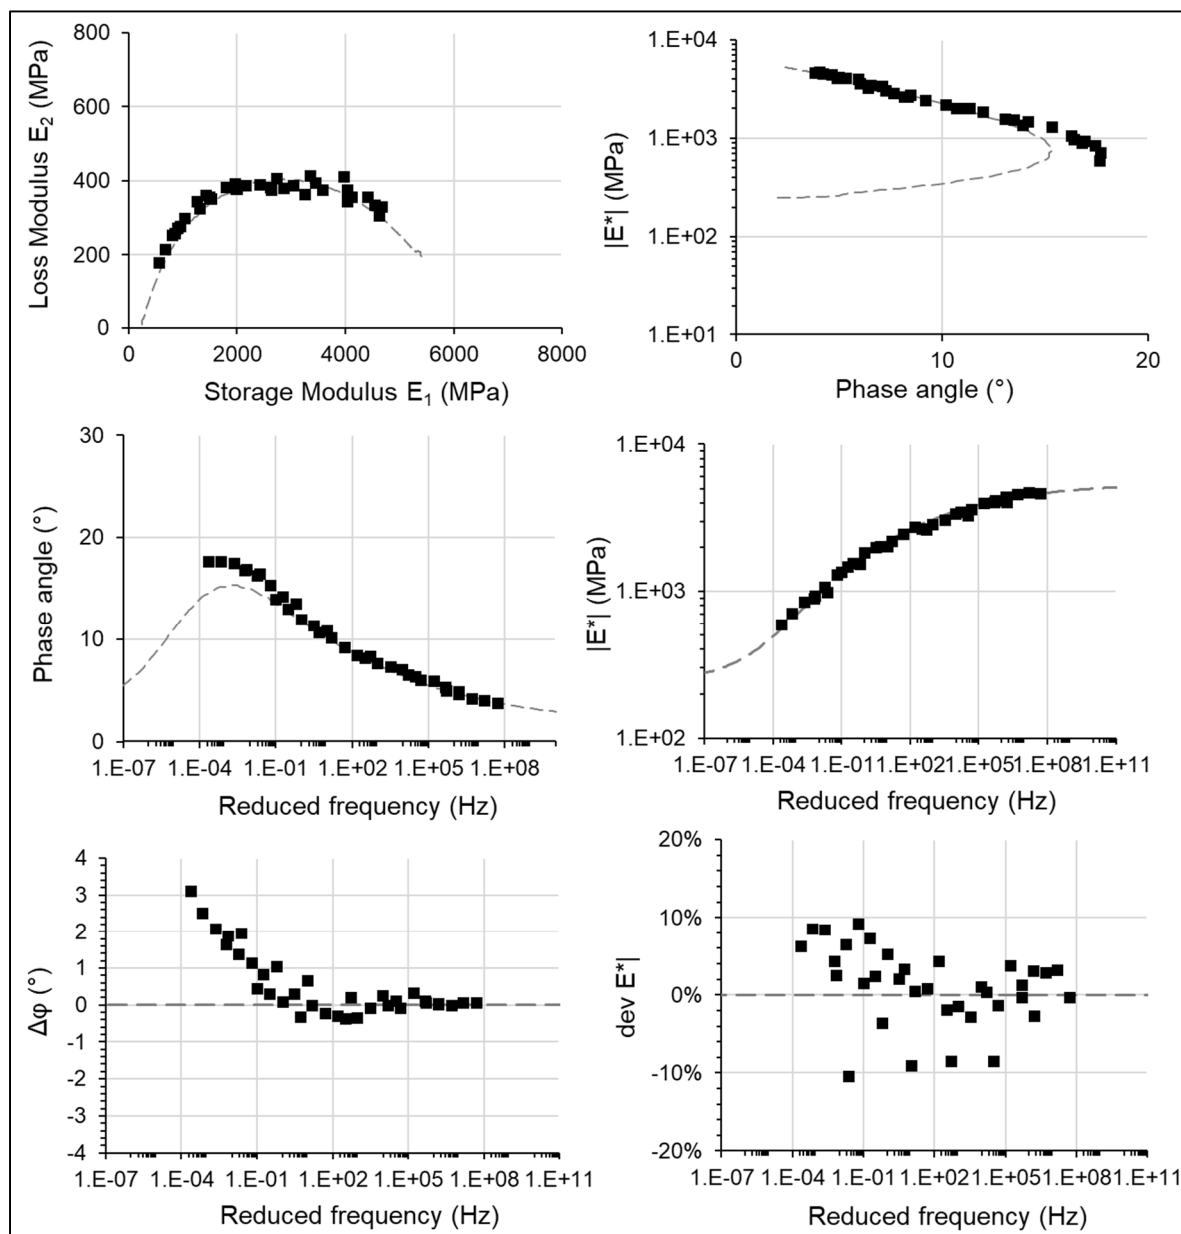 Loss Modulus E2 (MPa)
800
600
400
200
0
0 2000 4000 6000 8000
Storage Modulus E1 (MPa)
|E*| (MPa)
1.E+04
1.E+03
1.E+02
1.E+01
0 10 20
Phase angle (°)
Phase angle (°)
30
20
10
0
1.E-07 1.E-04 1.E-01 1.E+02 1.E+05 1.E+08
Reduced frequency (Hz)
|E*| (MPa)
1.E+04
1.E+03
1.E+02
1.E-07 1.E-04 1.E-01 1.E+02 1.E+05 1.E+08 1.E+11
Reduced frequency (Hz)
Δφ (°)
4
3
2
1
0
-1
-2
-3
-4
1.E-07 1.E-04 1.E-01 1.E+02 1.E+05 1.E+08 1.E+11
Reduced frequency (Hz)
dev E*|
20%
10%
0%
-10%
-20%
1.E-07 1.E-04 1.E-01 1.E+02 1.E+05 1.E+08 1.E+11
Reduced frequency (Hz)